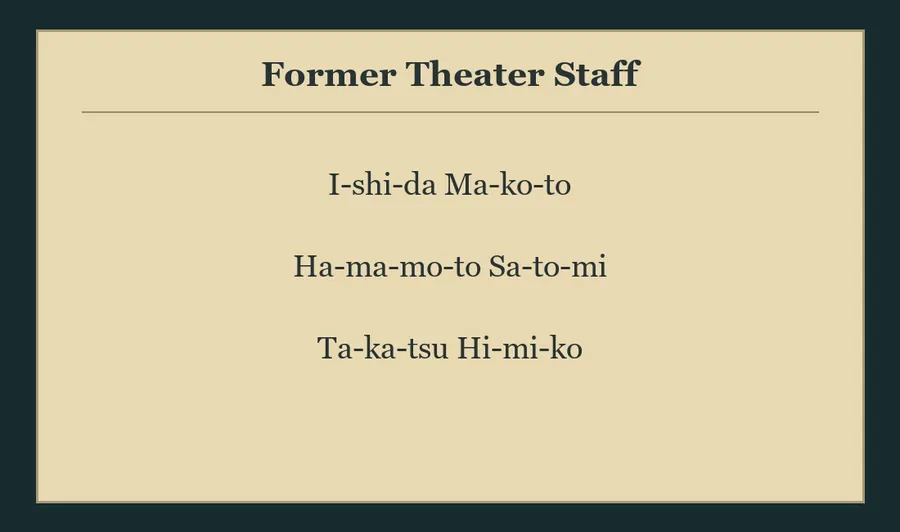 Former Theater Staff
I-shi-da Ma-ko-to
Ha-ma-mo-to Sa-to-mi
Ta-ka-tsu Hi-mi-ko